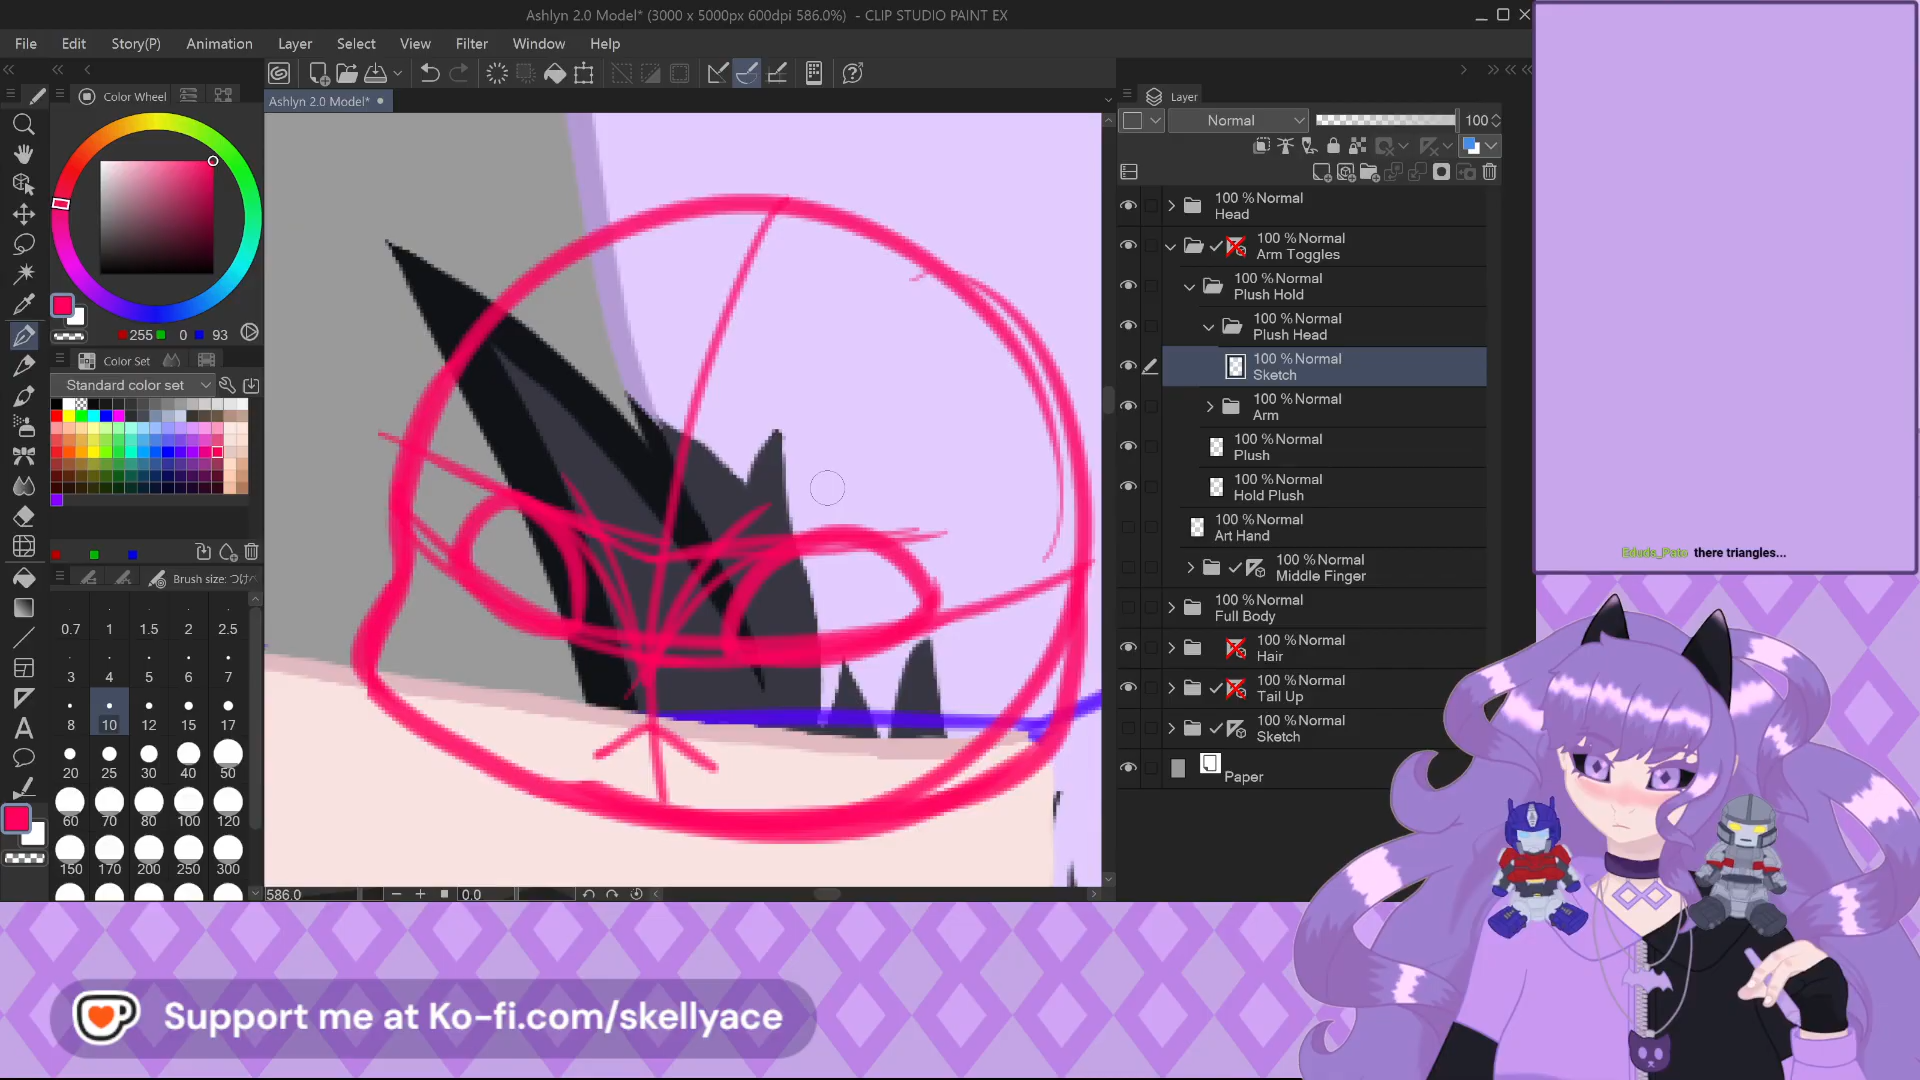 Ashlyn 2.0 Model* (3000 x 5000px 600dpi 586.0%) - CLIP STUDIO PAINT EX
File Edit Story(P) Animation Layer Select View Filter Window Help
Color Wheel
Ashlyn 2.0 Model*
Layer
Normal 100
100 %Normal
Head
100 %Normal
Arm Toggles
100 %Normal
Plush Hold
100 %Normal
Plush Head
100 %Normal
Sketch
100 %Normal
Arm
100 %Normal
Plush
100 %Normal
Hold Plush
100 %Normal
Art Hand
100 %Normal
Middle Finger
100 %Normal
Full Body
100 %Normal
Hair
100 %Normal
Tail Up
100 %Normal
Sketch
Paper
255 0 93
Color Set
Standard color set
Brush size: つけペ
0.7 1 1.5 2 2.5
3 4 5 6 7
8 10 12 15 17
20 25 30 40 50
60 70 80 100 120
150 170 200 250 300
586.0 0.0
Eduds_Pato there triangles...
Support me at Ko-fi.com/skellyace